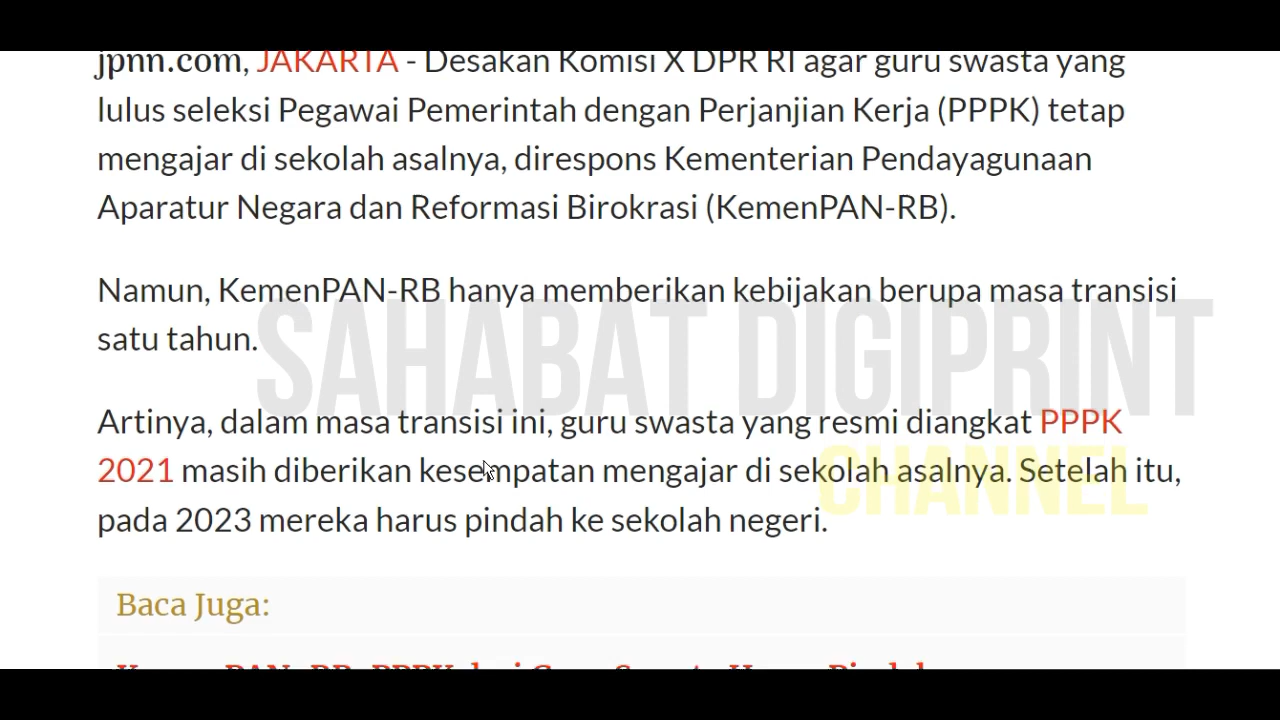 jpnn.com, JAKARTA - Desakan Komisi X DPR RI agar guru swasta yang
lulus seleksi Pegawai Pemerintah dengan Perjanjian Kerja (PPPK) tetap
mengajar di sekolah asalnya, direspons Kementerian Pendayagunaan
Aparatur Negara dan Reformasi Birokrasi (KemenPAN-RB).
Namun, KemenPAN-RB hanya memberikan kebijakan berupa masa transisi
satu tahun.
SAHABAT DIGIPRINT
Artinya, dalam masa transisi ini, guru swasta yang resmi diangkat PPPK
2021 masih diberikan kesempatan mengajar di sekolah asalnya. Setelah itu,
CHANNEL
pada 2023 mereka harus pindah ke sekolah negeri.
Baca Juga: